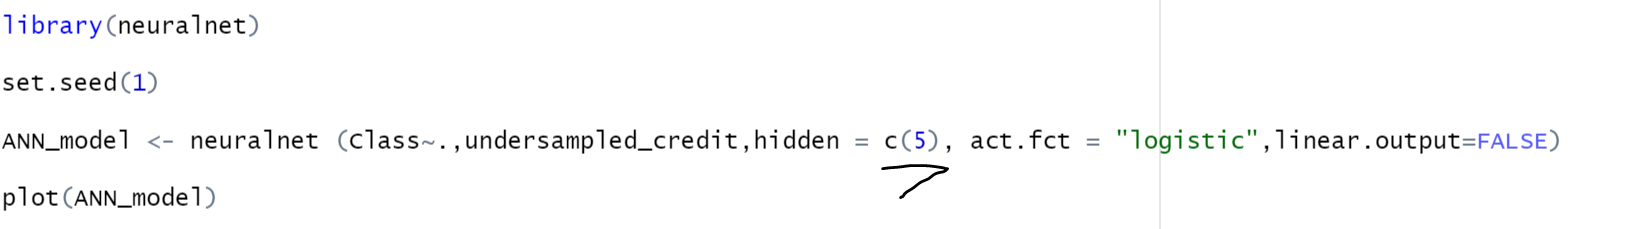 library(neuralnet)
set.seed(1)
ANN_model <- neuralnet (Class~.,undersampled_credit,hidden = c(5), act.fct = "logistic",linear.output=FALSE)
plot(ANN_model)